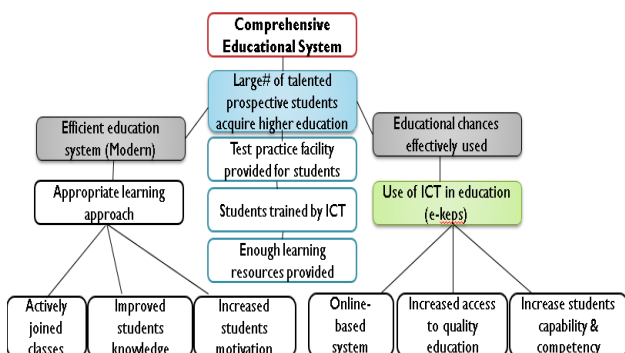 Comprehensive
Educational System
Large# of talented
prospective students
acquire higher education
Efficient education
system (Modern)
Educational chances
effectively used
Test practice facility
provided for students
Appropriate learning
approach
Students trained by ICT
Use of ICT in education
(e-keps)
Enough learning
resources provided
Actively
joined
classes
Improved
students
knowledge
Increased
students
motivation
Online-
based
system
Increased access
to quality
education
Increase students
capability &
competency